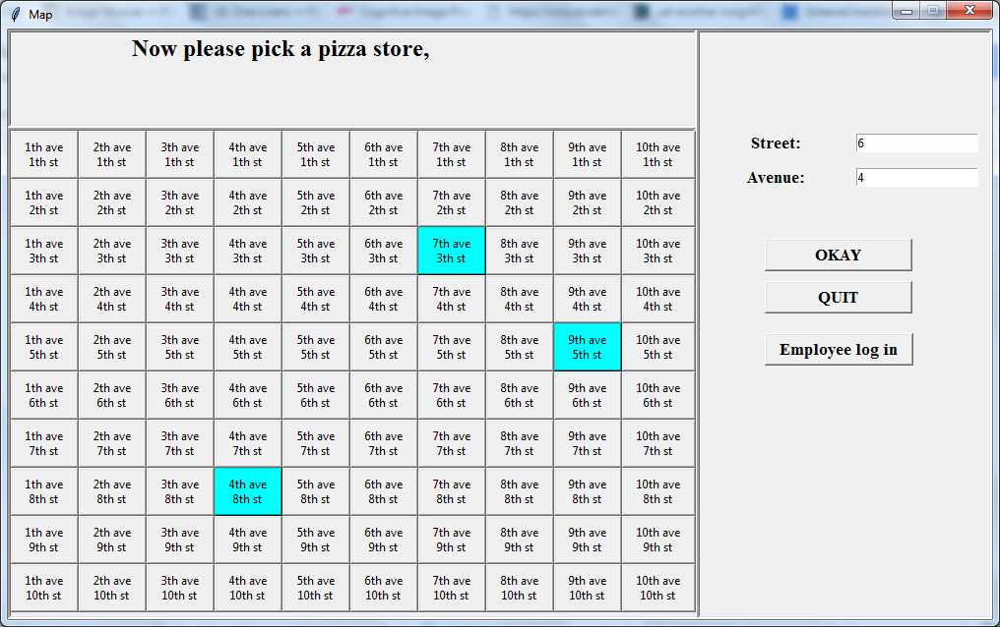 Map
Now please pick a pizza store,
1th ave 2th ave 3th ave 4th ave 5th ave 6th ave 7th ave 8th ave 9th ave 10th ave
1th st 1th st 1th st 1th st 1th st 1th st 1th st 1th st 1th st 1th st
1th ave 2th ave 3th ave 4th ave 5th ave 6th ave 7th ave 8th ave 9th ave 10th ave
2th st 2th st 2th st 2th st 2th st 2th st 2th st 2th st 2th st 2th st
1th ave 2th ave 3th ave 4th ave 5th ave 6th ave 7th ave 8th ave 9th ave 10th ave
3th st 3th st 3th st 3th st 3th st 3th st 3th st 3th st 3th st 3th st
1th ave 2th ave 3th ave 4th ave 5th ave 6th ave 7th ave 8th ave 9th ave 10th ave
4th st 4th st 4th st 4th st 4th st 4th st 4th st 4th st 4th st 4th st
1th ave 2th ave 3th ave 4th ave 5th ave 6th ave 7th ave 8th ave 9th ave 10th ave
5th st 5th st 5th st 5th st 5th st 5th st 5th st 5th st 5th st 5th st
1th ave 2th ave 3th ave 4th ave 5th ave 6th ave 7th ave 8th ave 9th ave 10th ave
6th st 6th st 6th st 6th st 6th st 6th st 6th st 6th st 6th st 6th st
1th ave 2th ave 3th ave 4th ave 5th ave 6th ave 7th ave 8th ave 9th ave 10th ave
7th st 7th st 7th st 7th st 7th st 7th st 7th st 7th st 7th st 7th st
1th ave 2th ave 3th ave 4th ave 5th ave 6th ave 7th ave 8th ave 9th ave 10th ave
8th st 8th st 8th st 8th st 8th st 8th st 8th st 8th st 8th st 8th st
1th ave 2th ave 3th ave 4th ave 5th ave 6th ave 7th ave 8th ave 9th ave 10th ave
9th st 9th st 9th st 9th st 9th st 9th st 9th st 9th st 9th st 9th st
1th ave 2th ave 3th ave 4th ave 5th ave 6th ave 7th ave 8th ave 9th ave 10th ave
10th st 10th st 10th st 10th st 10th st 10th st 10th st 10th st 10th st 10th st
Street: 6
Avenue: 4
OKAY
QUIT
Employee log in